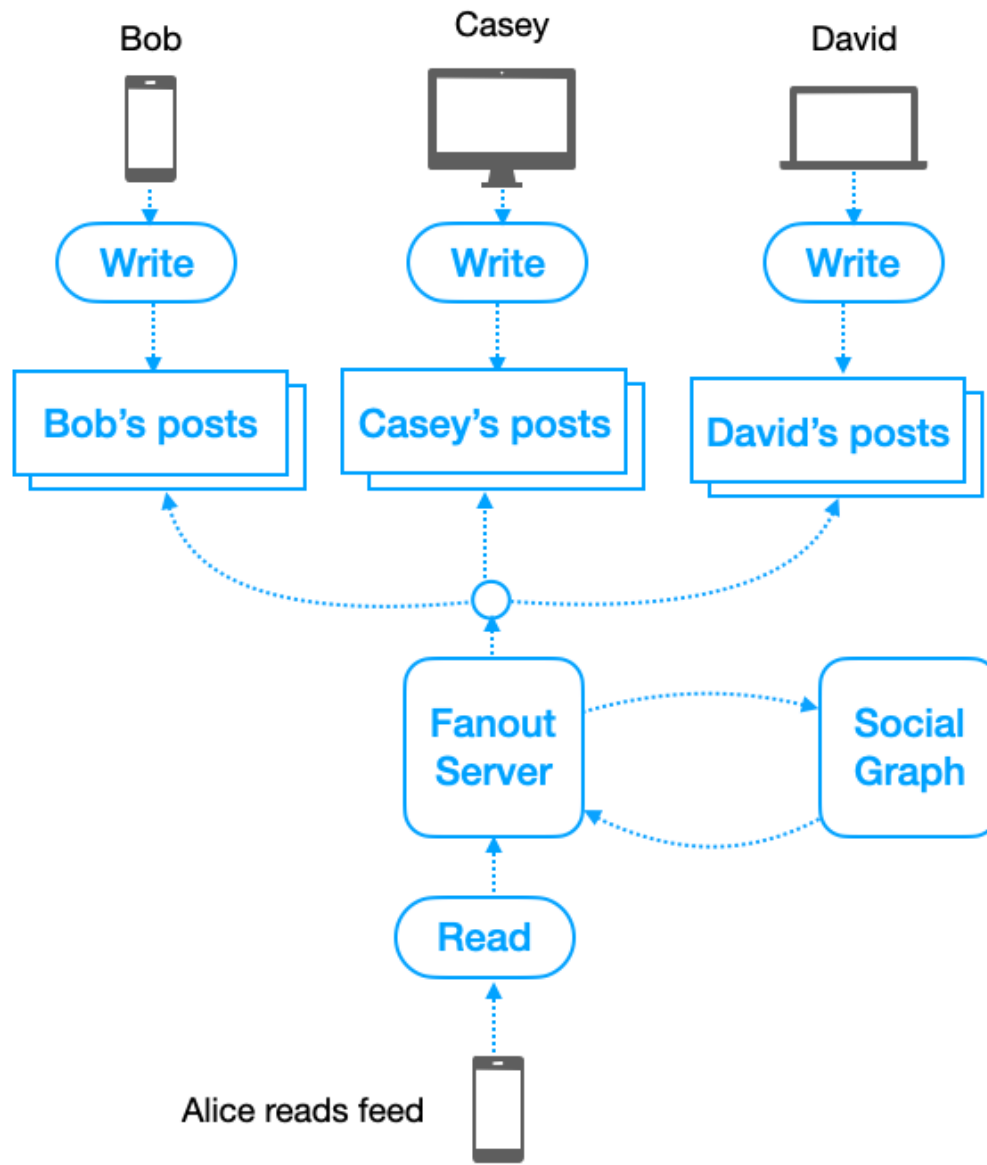 Bob
Casey
David
Write
Write
Write
Bob’s posts
Casey’s posts
David’s posts
Fanout
Server
Social
Graph
Read
Alice reads feed